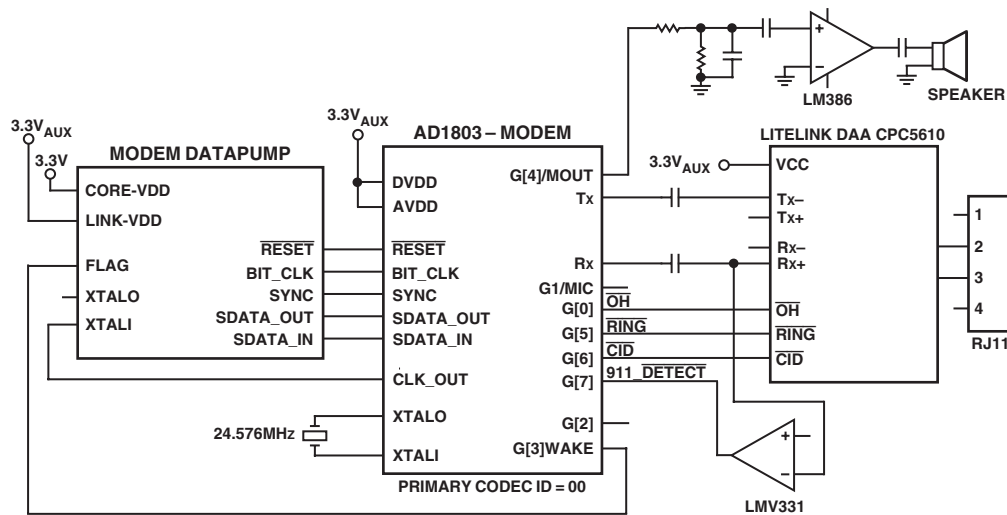 LM386
SPEAKER
3.3VAUX
3.3V
MODEM DATAPUMP
CORE-VDD
LINK-VDD
RESET
BIT_CLK
FLAG
SYNC
XTALO
SDATA_OUT
XTALI
SDATA_IN
3.3VAUX
AD1803 – MODEM
DVDD
AVDD
RESET
BIT_CLK
SYNC
SDATA_OUT
SDATA_IN
CLK_OUT
XTALO
XTALI
24.576MHz
G[4]/MOUT
Tx
Rx
G1/MIC
G[0]
G[5]
G[6]
G[7]
G[2]
G[3]WAKE
PRIMARY CODEC ID = 00
OH
RING
CID
911_DETECT
LITELINK DAA CPC5610
3.3VAUX
VCC
Tx–
Tx+
Rx–
Rx+
OH
RING
CID
1
2
3
4
RJ11
+
–
LMV331
+
–